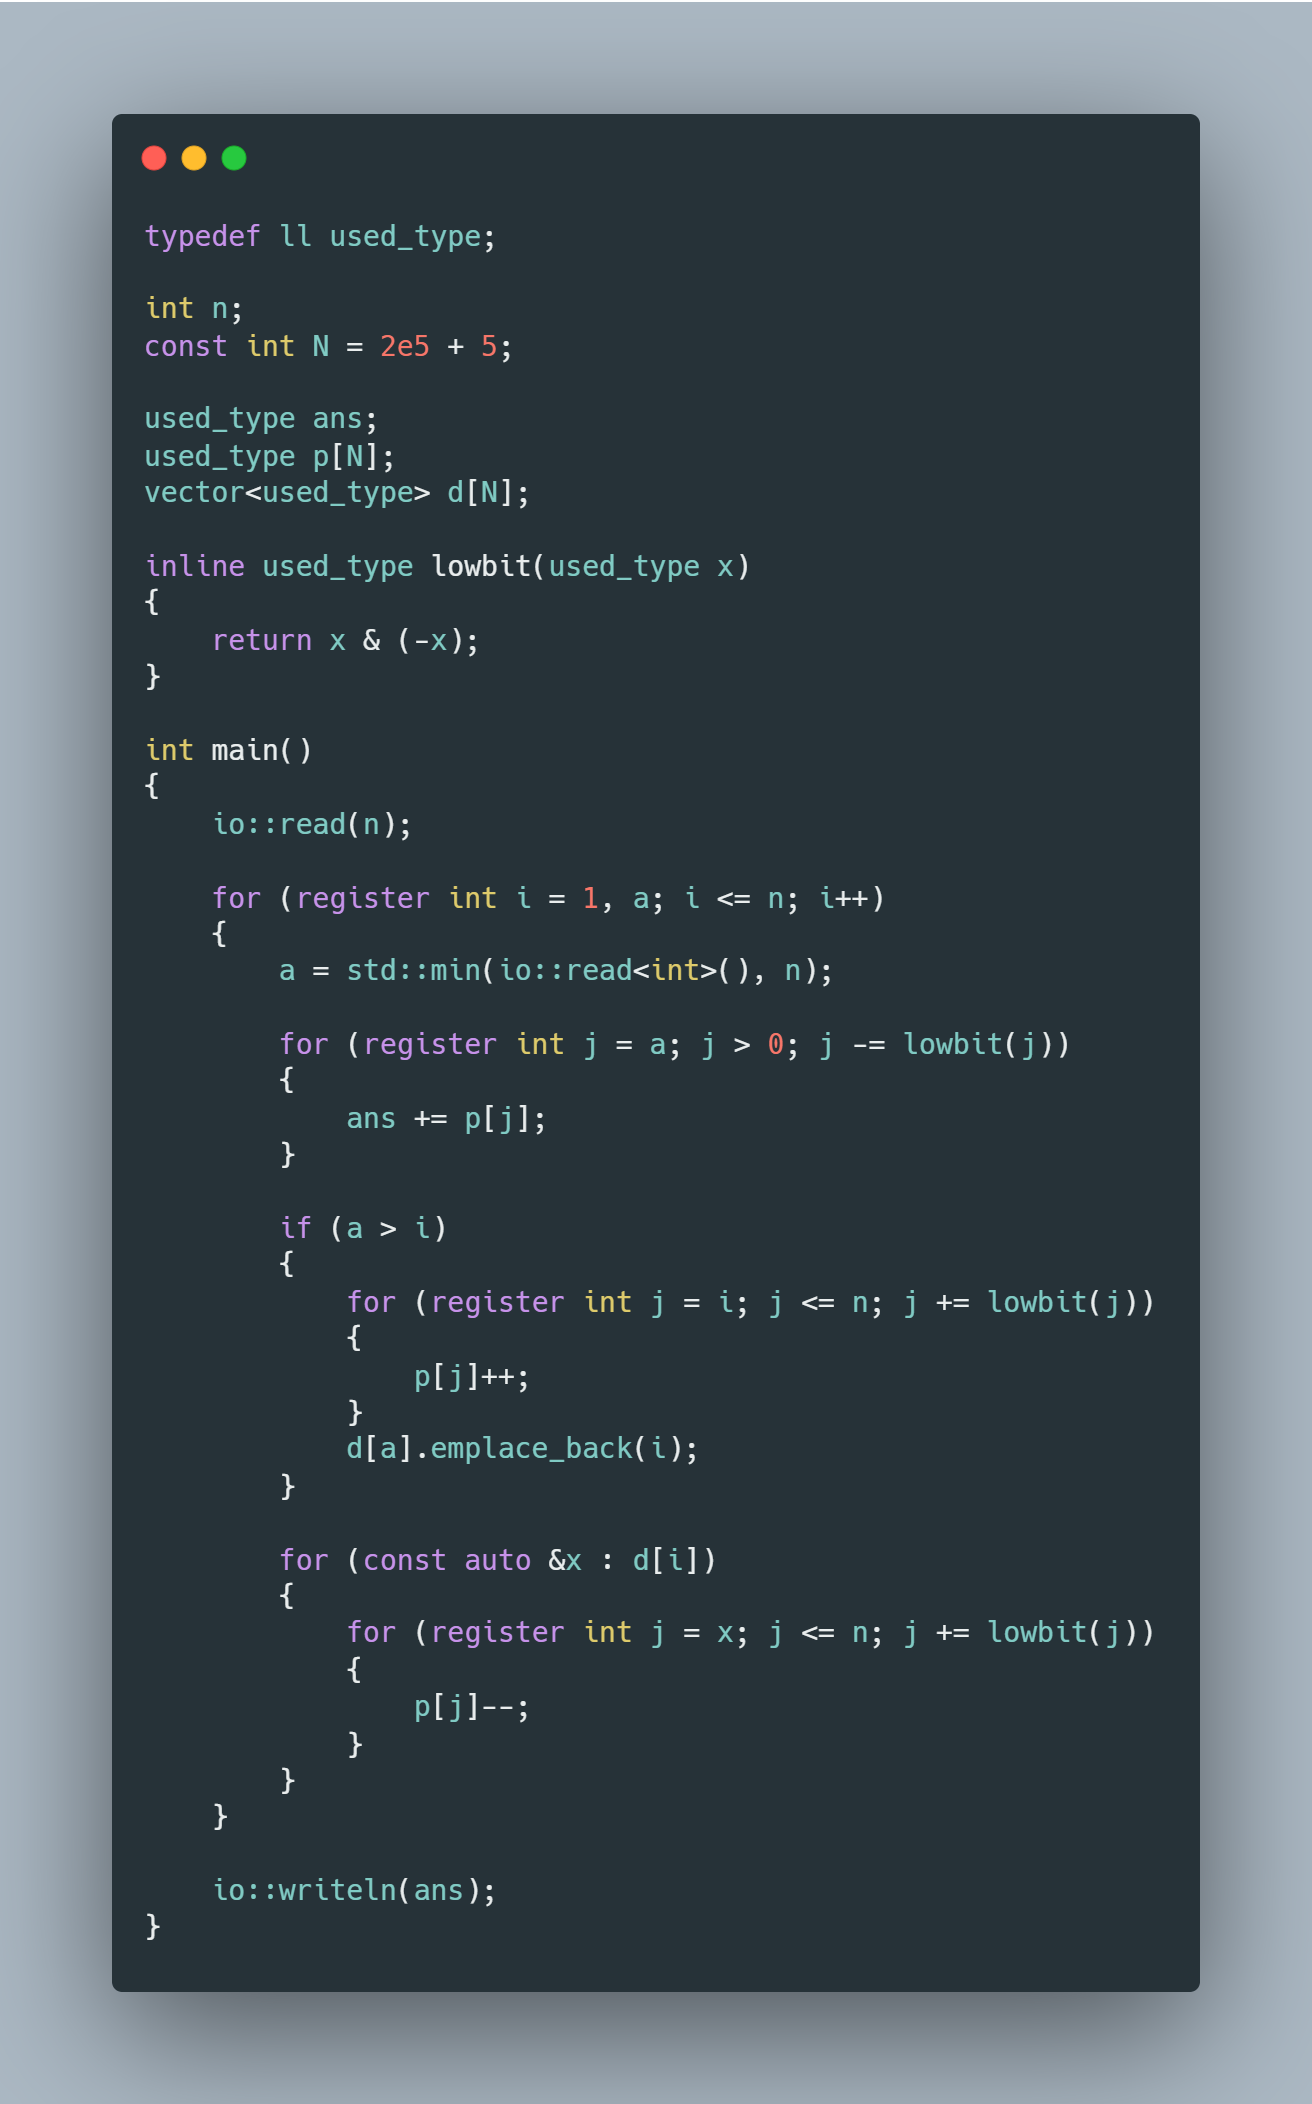 typedef ll used_type;

int n;
const int N = 2e5 + 5;

used_type ans;
used_type p[N];
vector<used_type> d[N];

inline used_type lowbit(used_type x)
{
    return x & (-x);
}

int main()
{
    io::read(n);

    for (register int i = 1, a; i <= n; i++)
    {
        a = std::min(io::read<int>(), n);

        for (register int j = a; j > 0; j -= lowbit(j))
        {
            ans += p[j];
        }

        if (a > i)
        {
            for (register int j = i; j <= n; j += lowbit(j))
            {
                p[j]++;
            }
            d[a].emplace_back(i);
        }

        for (const auto &x : d[i])
        {
            for (register int j = x; j <= n; j += lowbit(j))
            {
                p[j]--;
            }
        }
    }

    io::writeln(ans);
}